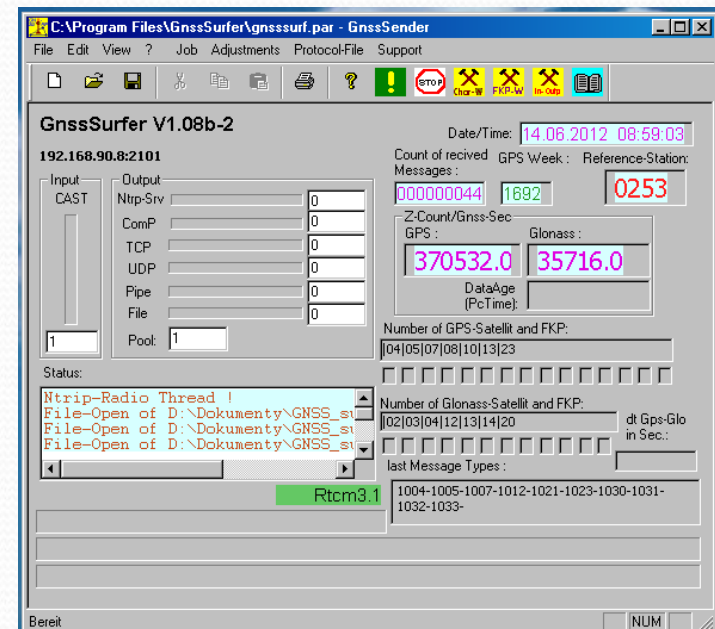 C:\Program Files\GnssSurfer\gnsssurf.par - GnssSender
File Edit View ? Job Adjustments Protocol-File Support
STOP Char-W FKP-W In-Outp
GnssSurfer V1.08b-2
Date/Time: 14.06.2012 08:59:03
192.168.90.8:2101
Count of recived Messages : GPS Week : Reference-Station:
000000044 1692 0253
Input
CAST
1
Output
Ntrp-Srv 0
ComP 0
TCP 0
UDP 0
Pipe 0
File 0
Pool: 1
Z-Count/Gnss-Sec
GPS : Glonass :
370532.0 35716.0
DataAge
(PcTime):
Number of GPS-Satellit and FKP:
|04|05|07|08|10|13|23
Status:
Ntrip-Radio Thread !
File-Open of D:\Dokumenty\GNSS_su
File-Open of D:\Dokumenty\GNSS_su
File-Open of D:\Dokumenty\GNSS_su
Number of Glonass-Satellit and FKP:
|02|03|04|12|13|14|20
dt Gps-Glo
in Sec.:
last Message Types :
Rtcm3.1
1004-1005-1007-1012-1021-1023-1030-1031-
1032-1033-
Bereit NUM